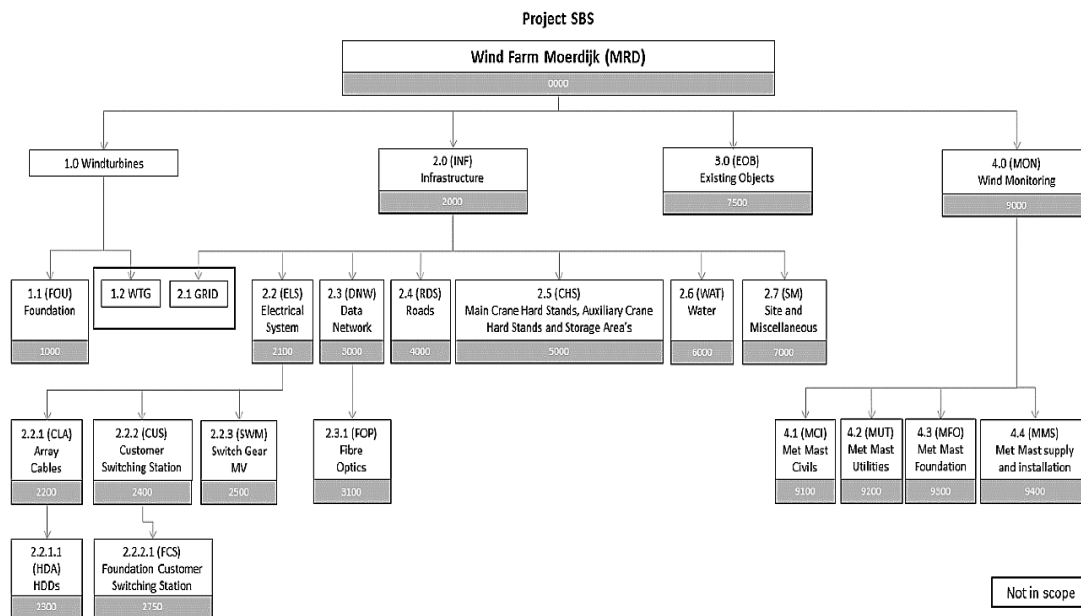 Project SBS
Wind Farm Moerdijk (MRD)
0000
1.0 Windturbines
2.0 (INF)
Infrastructure
2000
3.0 (EOB)
Existing Objects
7500
4.0 (MON)
Wind Monitoring
9000
1.1 (FOU)
Foundation
1000
1.2 WTG
2.1 GRID
2.2 (ELS)
Electrical
System
2100
2.3 (DNW)
Data
Network
3000
2.4 (RDS)
Roads
4000
2.5 (CHS)
Main Crane Hard Stands, Auxiliary Crane
Hard Stands and Storage Area's
5000
2.6 (WAT)
Water
6000
2.7 (SM)
Site and
Miscellaneous
7000
2.2.1 (CLA)
Array
Cables
2200
2.2.2 (CUS)
Customer
Switching Station
2400
2.2.3 (SWM)
Switch Gear
MV
2500
2.3.1 (FOP)
Fibre
Optics
3100
4.1 (MCI)
Met Mast
Civils
9100
4.2 (MUT)
Met Mast
Utilities
9200
4.3 (MFO)
Met Mast
Foundation
9300
4.4 (MMS)
Met Mast supply
and installation
9400
2.2.1.1
(HDA)
HDDs
2300
2.2.2.1 (FCS)
Foundation Customer
Switching Station
2750
Not in scope